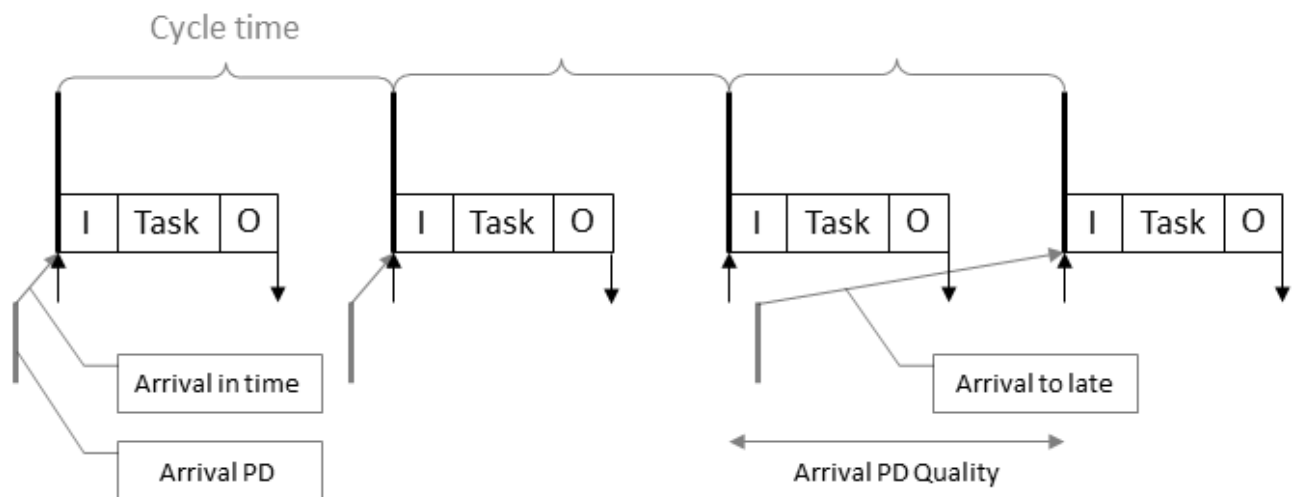 Cycle time
I Task O I Task O I Task O I Task O
Arrival in time
Arrival to late
Arrival PD
Arrival PD Quality